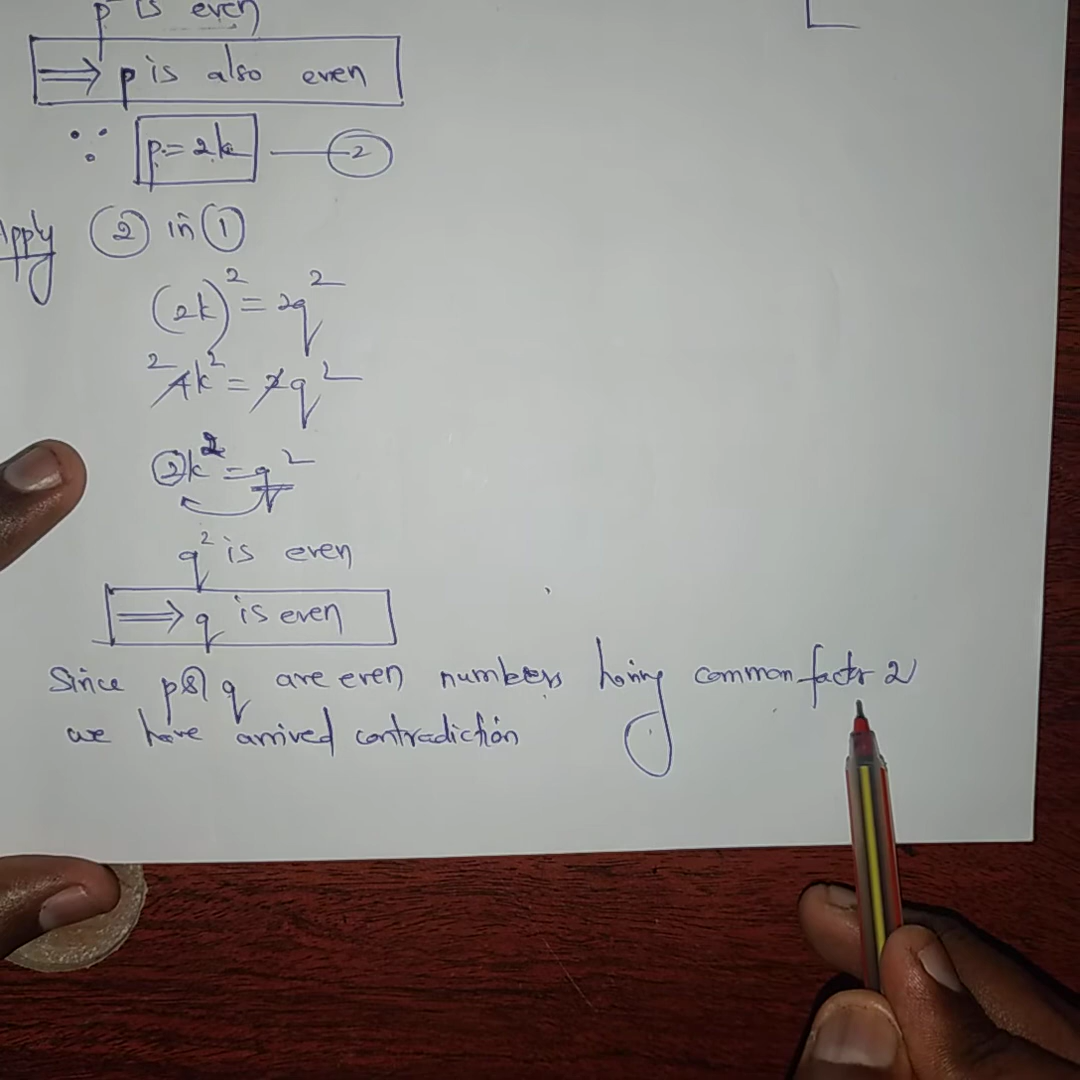 p is even
⟹ p is also even
∴ p = 2k —— ②
Apply ② in ①
(2k)² = 2q²
² 4k² = 2q²
②k² = q²
q² is even
⟹ q is even
Since p & q are even numbers having common factor 2
we have arrived contradiction